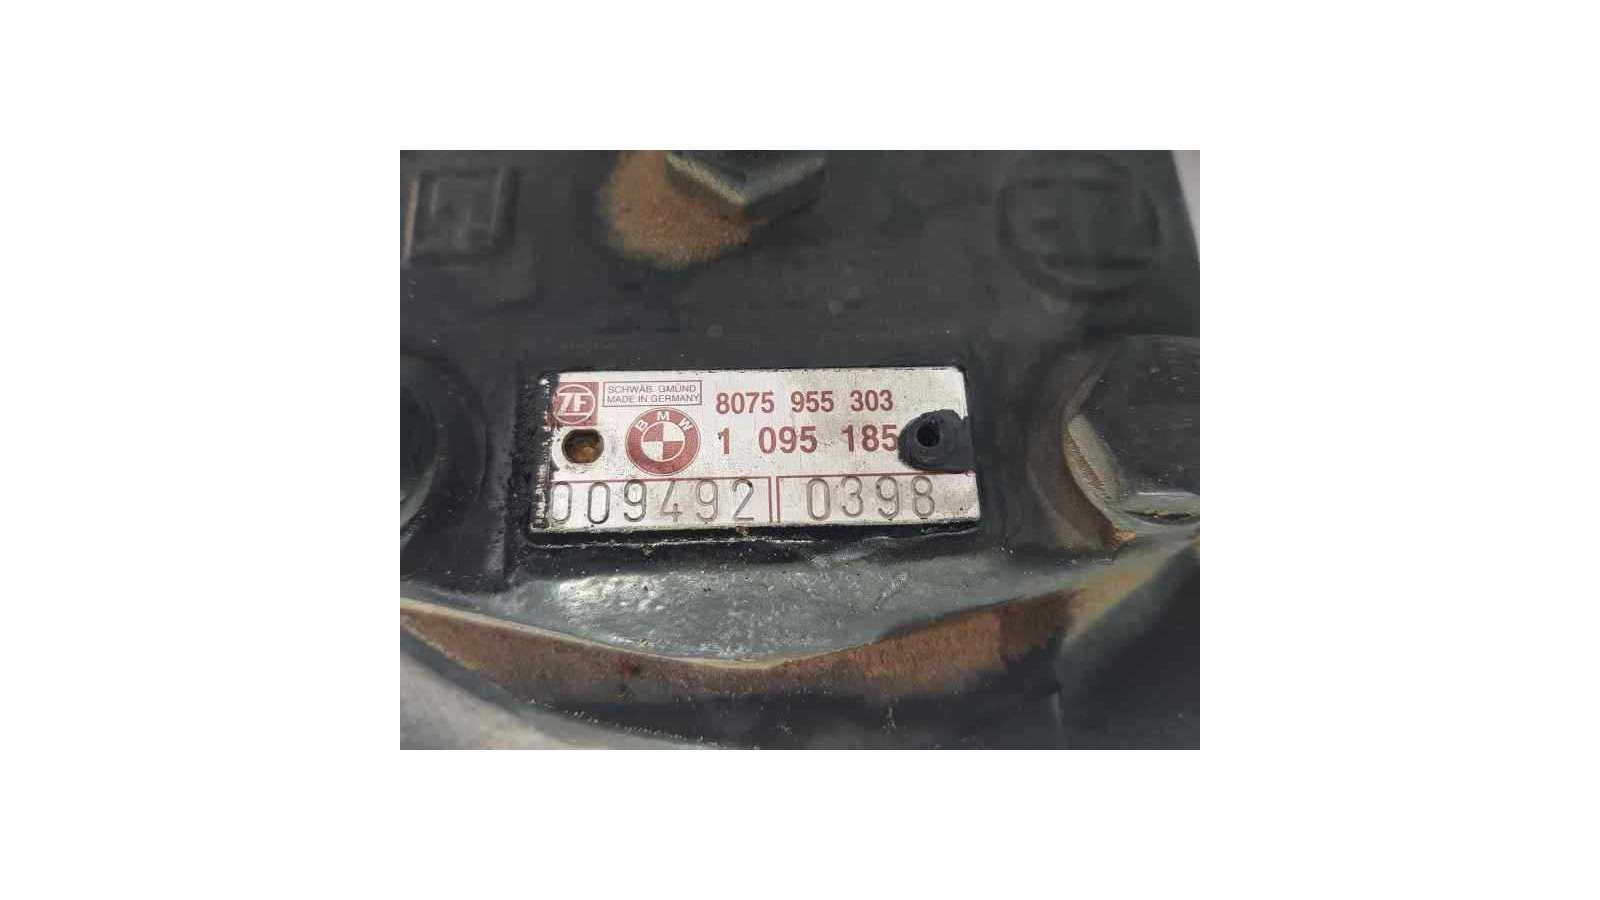 ZF
SCHWÄB. GMÜND
MADE IN GERMANY
8075 955 303
BMW
1 095 185
009492 0398